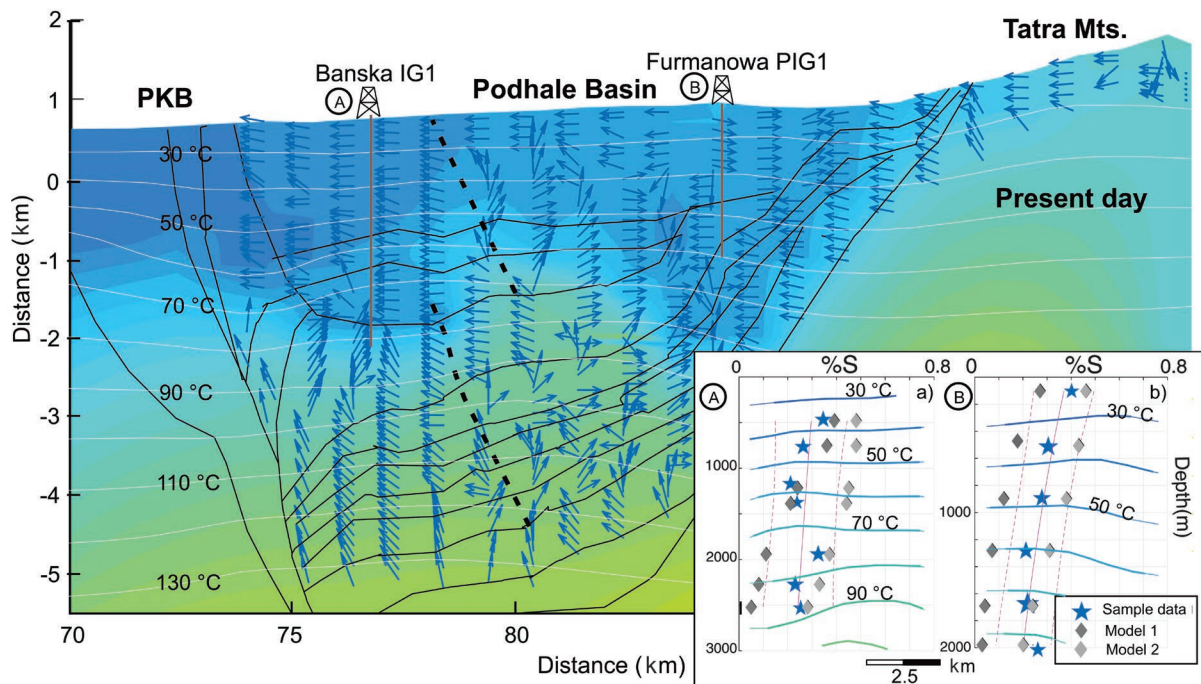 2
Tatra Mts.
Furmanowa PIG1
Banska IG1
B
A
Podhale Basin
PKB
1
30 °C
0
Present day
50 °C
-1
70 °C
-2
90 °C
-3
110 °C
-4
130 °C
-5
70
75
80
Distance (km)
Distance (km)
0
%S
0.8
A
a)
30 °C
50 °C
1000
70 °C
2000
90 °C
3000
2.5
km
0
%S
0.8
B
b)
30 °C
50 °C
1000
2000
Depth(m)
Sample data
Model 1
Model 2